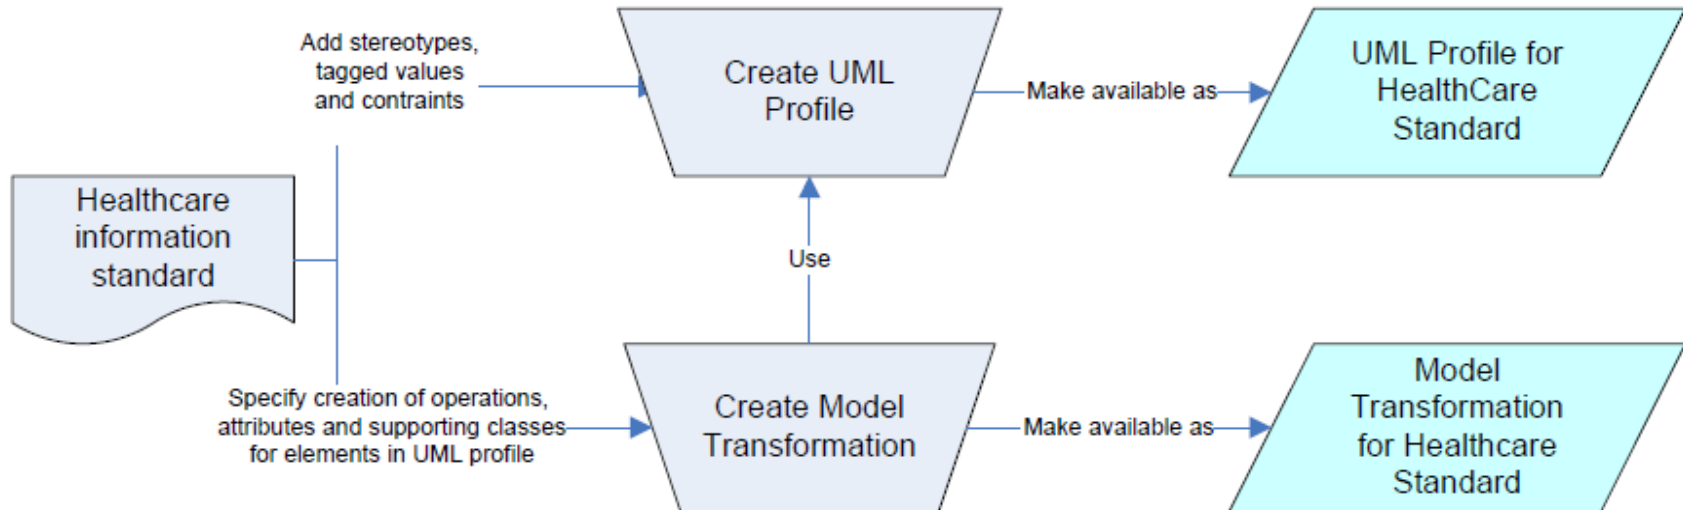 Add stereotypes,
tagged values
and contraints
Create UML
Profile
Make available as
UML Profile for
HealthCare
Standard
Healthcare
information
standard
Use
Specify creation of operations,
attributes and supporting classes
for elements in UML profile
Create Model
Transformation
Make available as
Model
Transformation
for Healthcare
Standard